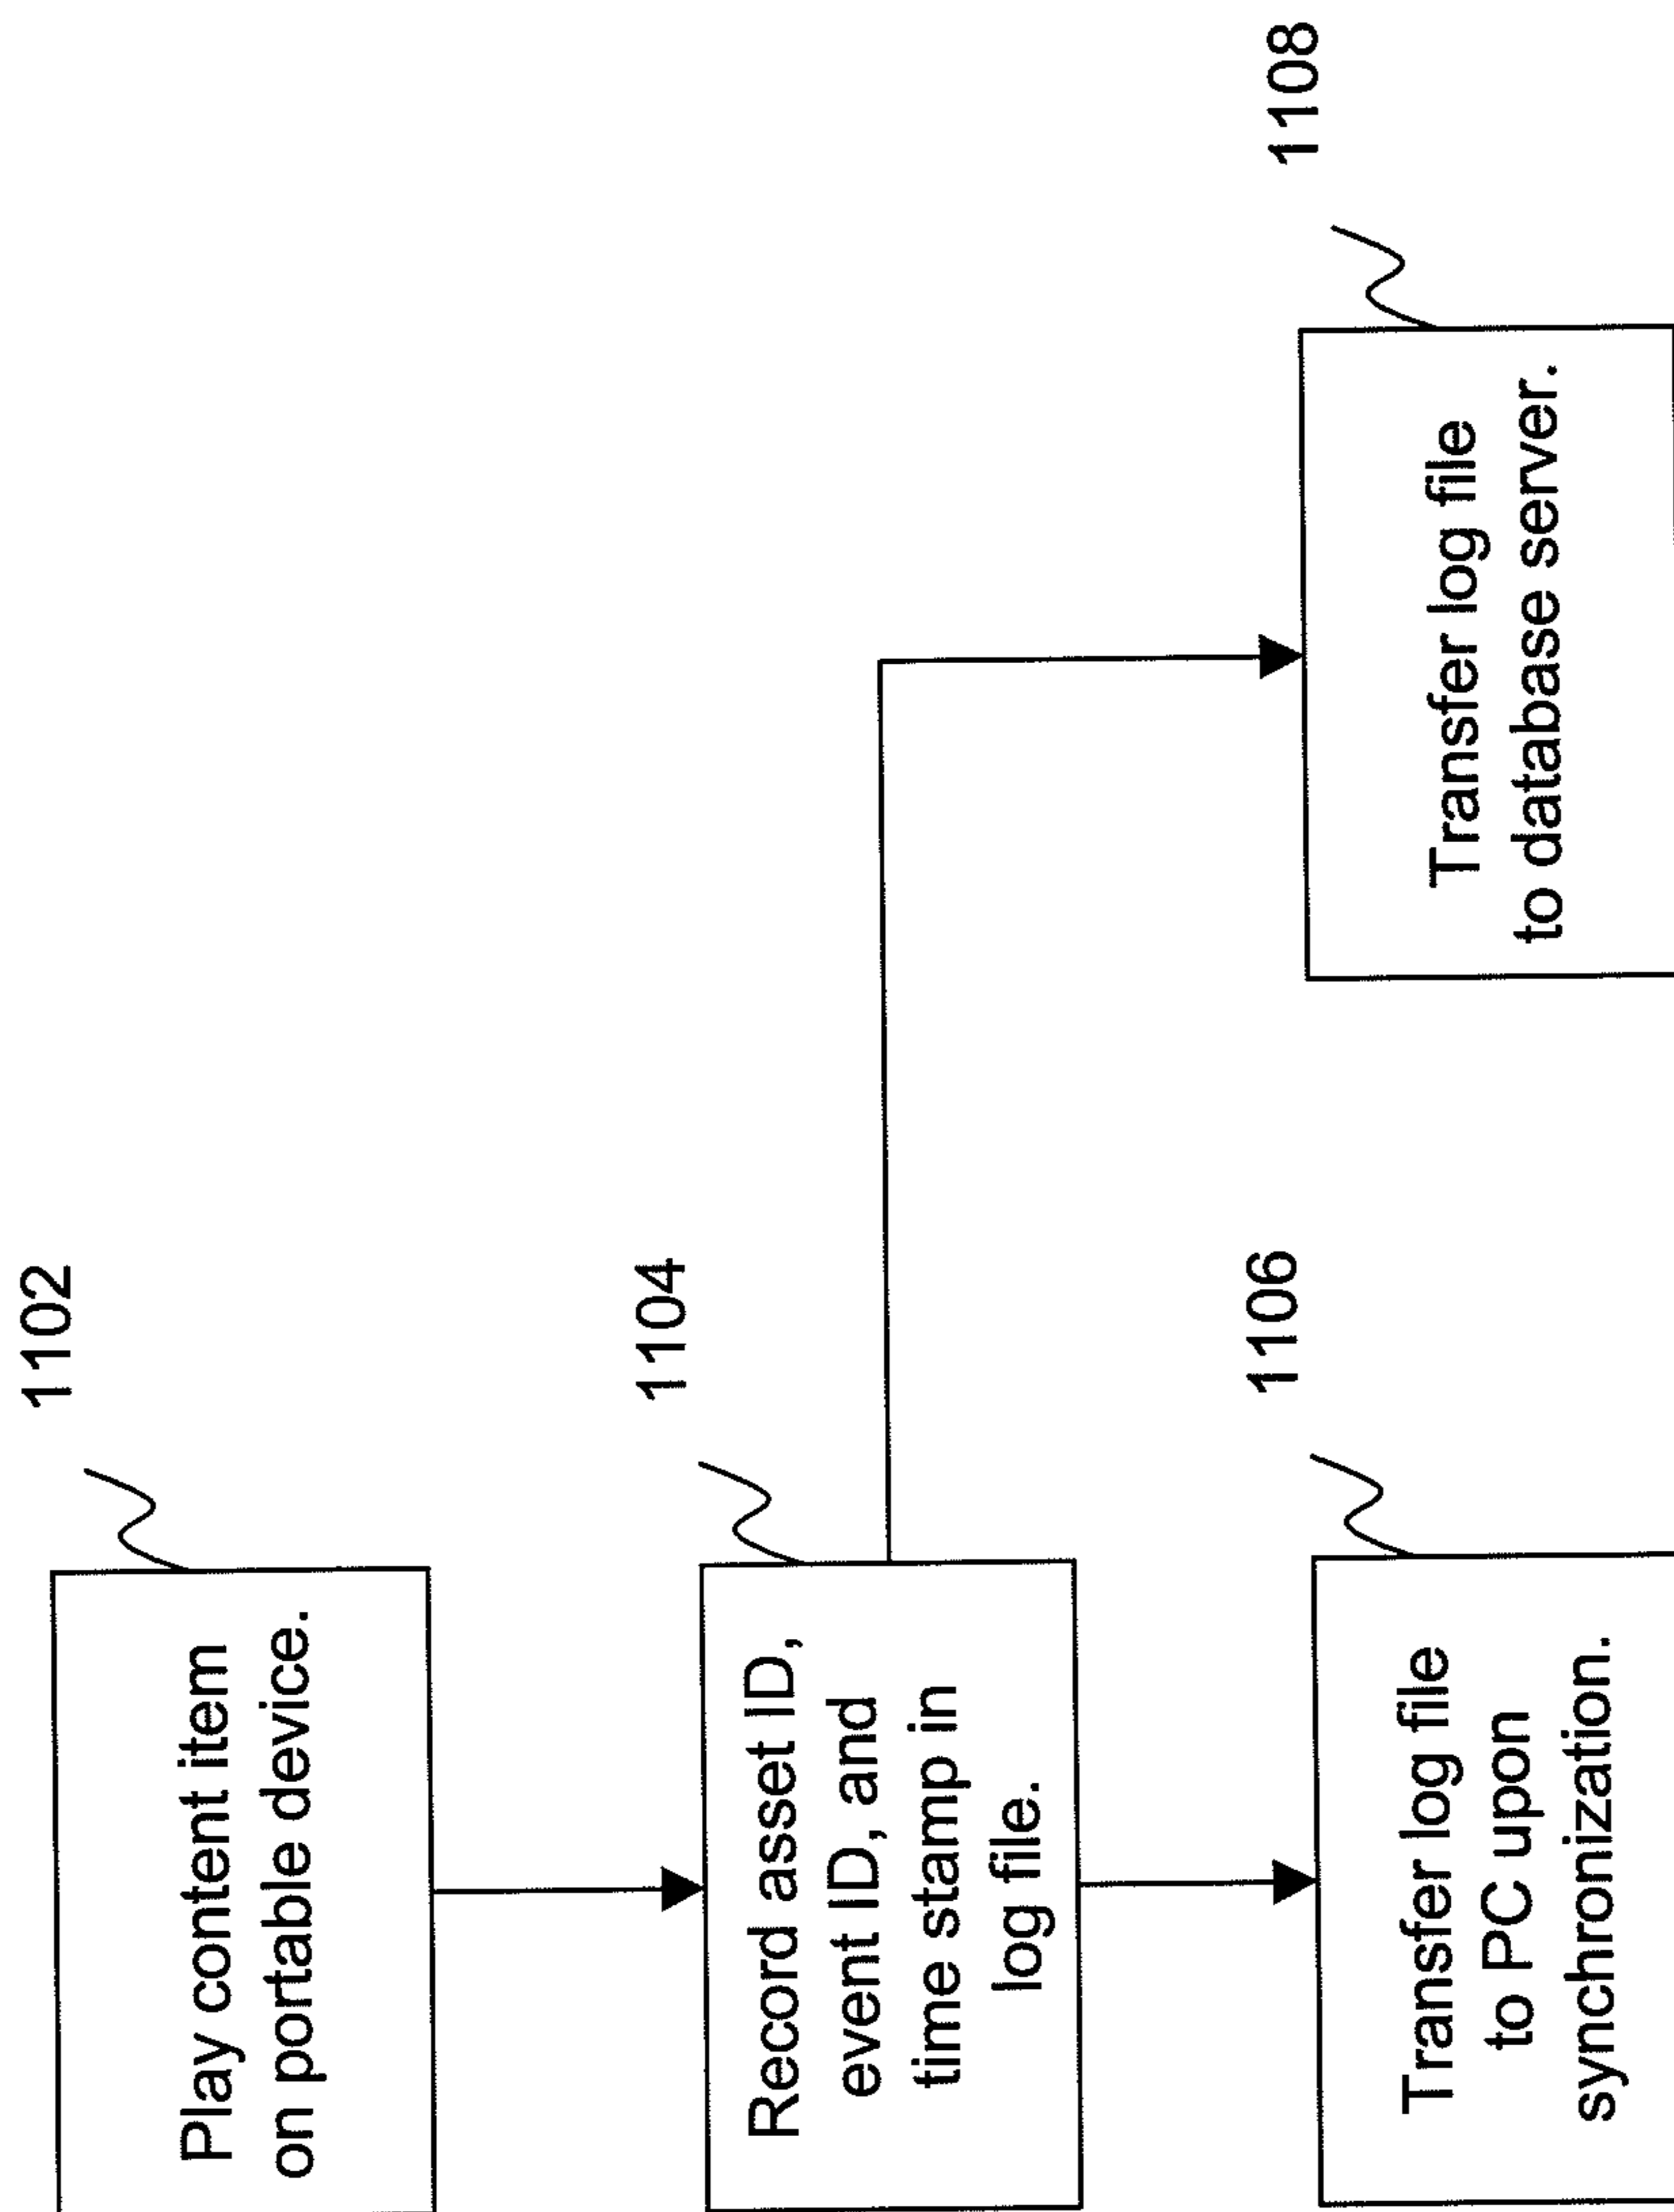 1102
Play content item
on portable device.
1104
Record asset ID,
event ID, and
time stamp in
log file.
1106
Transfer log file
to PC upon
synchronization.
1108
Transfer log file
to database server.